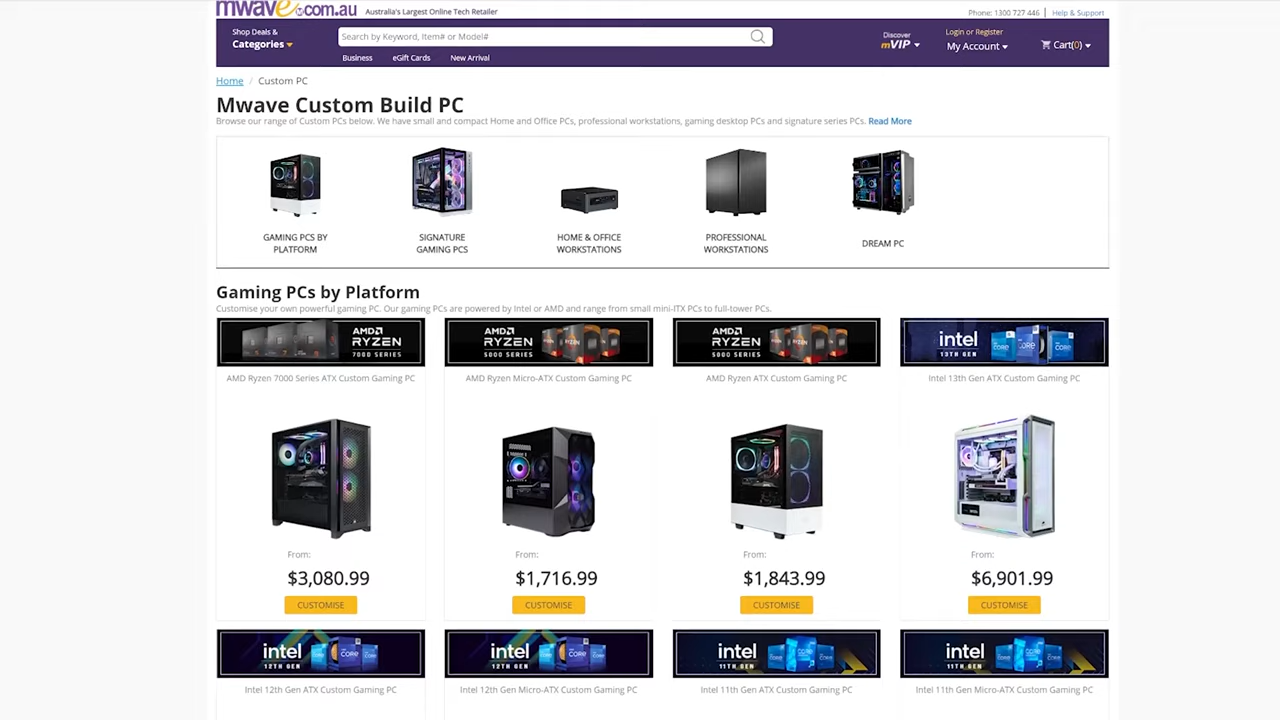 mwave.com.au
Australia's Largest Online Tech Retailer
Phone: 1300 727 446 | Help & Support
Shop Deals &
Categories
Search by Keyword, Item# or Model#
Discover
mVIP
Login or Register
My Account
Cart(0)
Business eGift Cards New Arrival
Home / Custom PC
Mwave Custom Build PC
Browse our range of Custom PCs below. We have small and compact Home and Office PCs, professional workstations, gaming desktop PCs and signature series PCs. Read More
GAMING PCS BY
PLATFORM
SIGNATURE
GAMING PCS
HOME & OFFICE
WORKSTATIONS
PROFESSIONAL
WORKSTATIONS
DREAM PC
Gaming PCs by Platform
Customise your own powerful gaming PC. Our gaming PCs are powered by Intel or AMD and range from small mini-ITX PCs to full-tower PCs.
AMD
RYZEN
7000 SERIES
AMD
RYZEN
5000 SERIES
AMD
RYZEN
5000 SERIES
intel
13TH GEN
AMD Ryzen 7000 Series ATX Custom Gaming PC
AMD Ryzen Micro-ATX Custom Gaming PC
AMD Ryzen ATX Custom Gaming PC
Intel 13th Gen ATX Custom Gaming PC
From:
$3,080.99
CUSTOMISE
From:
$1,716.99
CUSTOMISE
From:
$1,843.99
CUSTOMISE
From:
$6,901.99
CUSTOMISE
intel
12TH GEN
intel
12TH GEN
intel
11TH GEN
intel
11TH GEN
Intel 12th Gen ATX Custom Gaming PC
Intel 12th Gen Micro-ATX Custom Gaming PC
Intel 11th Gen ATX Custom Gaming PC
Intel 11th Gen Micro-ATX Custom Gaming PC